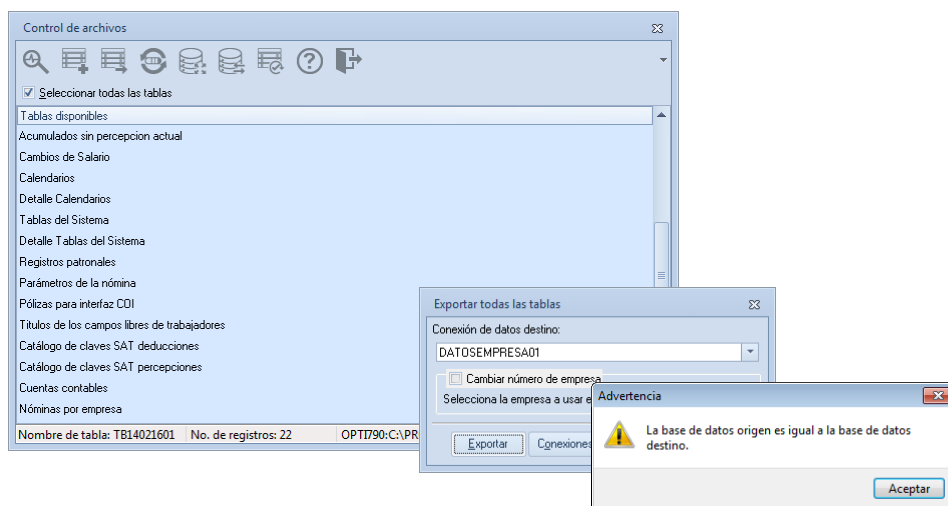 Control de archivos
Seleccionar todas las tablas
Tablas disponibles
Acumulados sin percepcion actual
Cambios de Salario
Calendarios
Detalle Calendarios
Tablas del Sistema
Detalle Tablas del Sistema
Registros patronales
Parámetros de la nómina
Pólizas para interfaz COI
Titulos de los campos libres de trabajadores
Catálogo de claves SAT deducciones
Catálogo de claves SAT percepciones
Cuentas contables
Nóminas por empresa
Nombre de tabla: TB14021601 No. de registros: 22 OPTI790:C:\PR
Exportar todas las tablas
Conexión de datos destino:
DATOSEMPRESA01
Cambiar número de empresa
Selecciona la empresa a usar e
Exportar Conexiones
Advertencia
La base de datos origen es igual a la base de datos
destino.
Aceptar